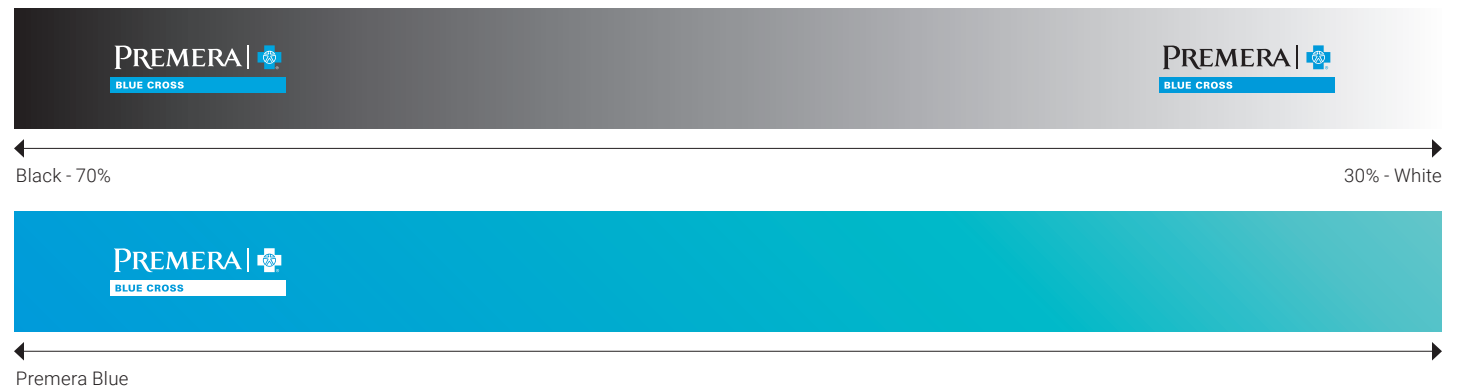 PREMERA
BLUE CROSS
PREMERA
BLUE CROSS
Black - 70%
30% - White
PREMERA
BLUE CROSS
Premera Blue